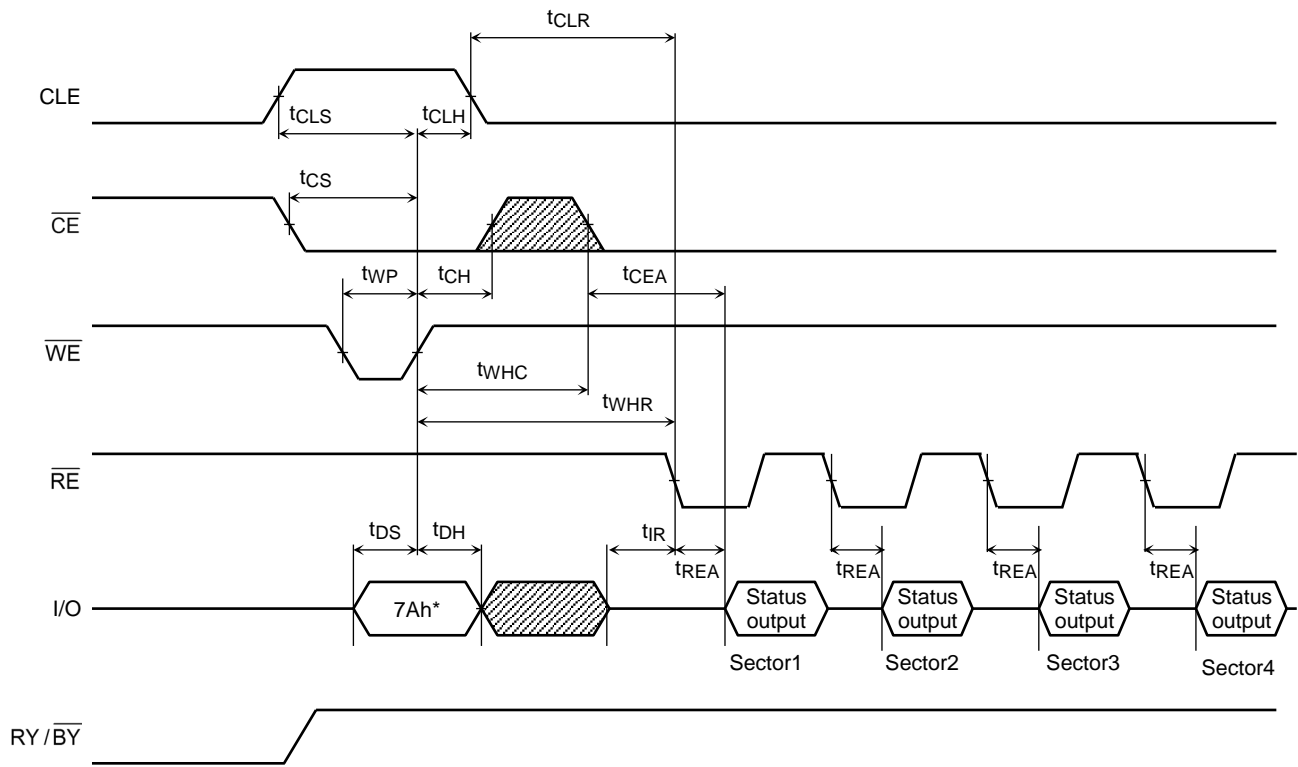 tCLR
CLE
tCLS
tCLH
tCS
CE
tWP
tCH
tCEA
WE
tWHC
tWHR
RE
tDS
tDH
tIR
tREA
tREA
tREA
tREA
I/O
7Ah*
Status output
Status output
Status output
Status output
Sector1
Sector2
Sector3
Sector4
RY/BY